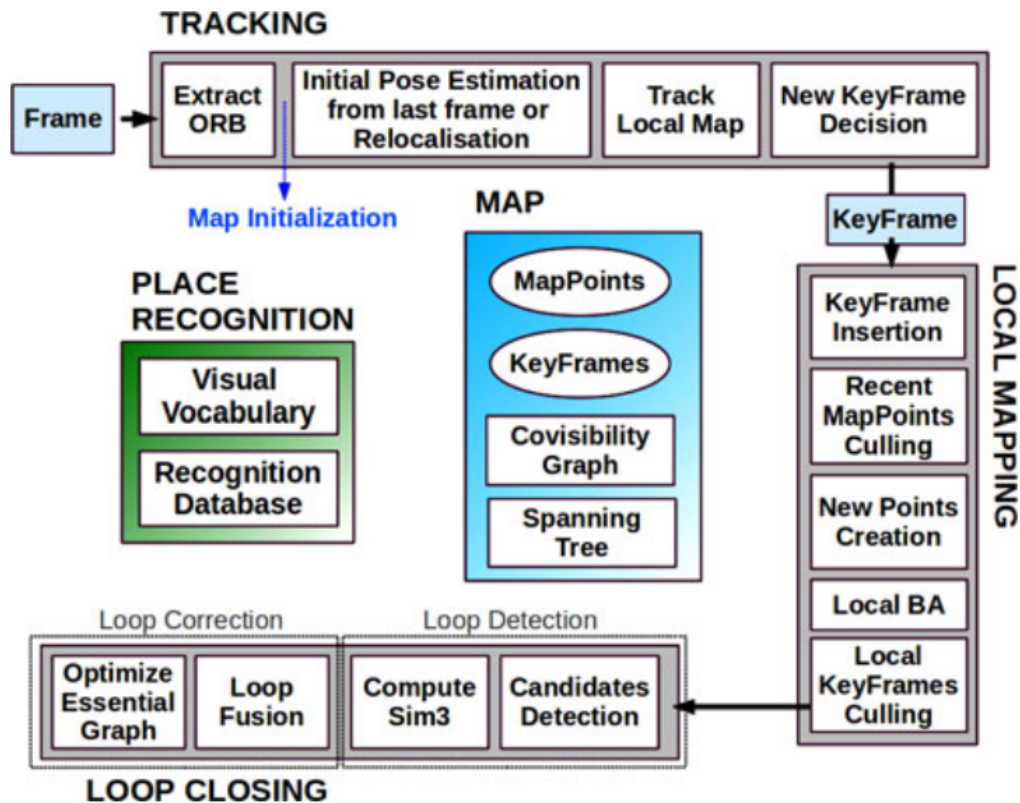 TRACKING
Frame
Extract
ORB
Initial Pose Estimation
from last frame or
Relocalisation
Track
Local Map
New KeyFrame
Decision
Map Initialization
MAP
KeyFrame
PLACE
RECOGNITION
Visual
Vocabulary
Recognition
Database
MapPoints
KeyFrames
Covisibility
Graph
Spanning
Tree
LOCAL MAPPING
KeyFrame
Insertion
Recent
MapPoints
Culling
New Points
Creation
Local BA
Local
KeyFrames
Culling
Loop Correction
Loop Detection
Optimize
Essential
Graph
Loop
Fusion
Compute
Sim3
Candidates
Detection
LOOP CLOSING